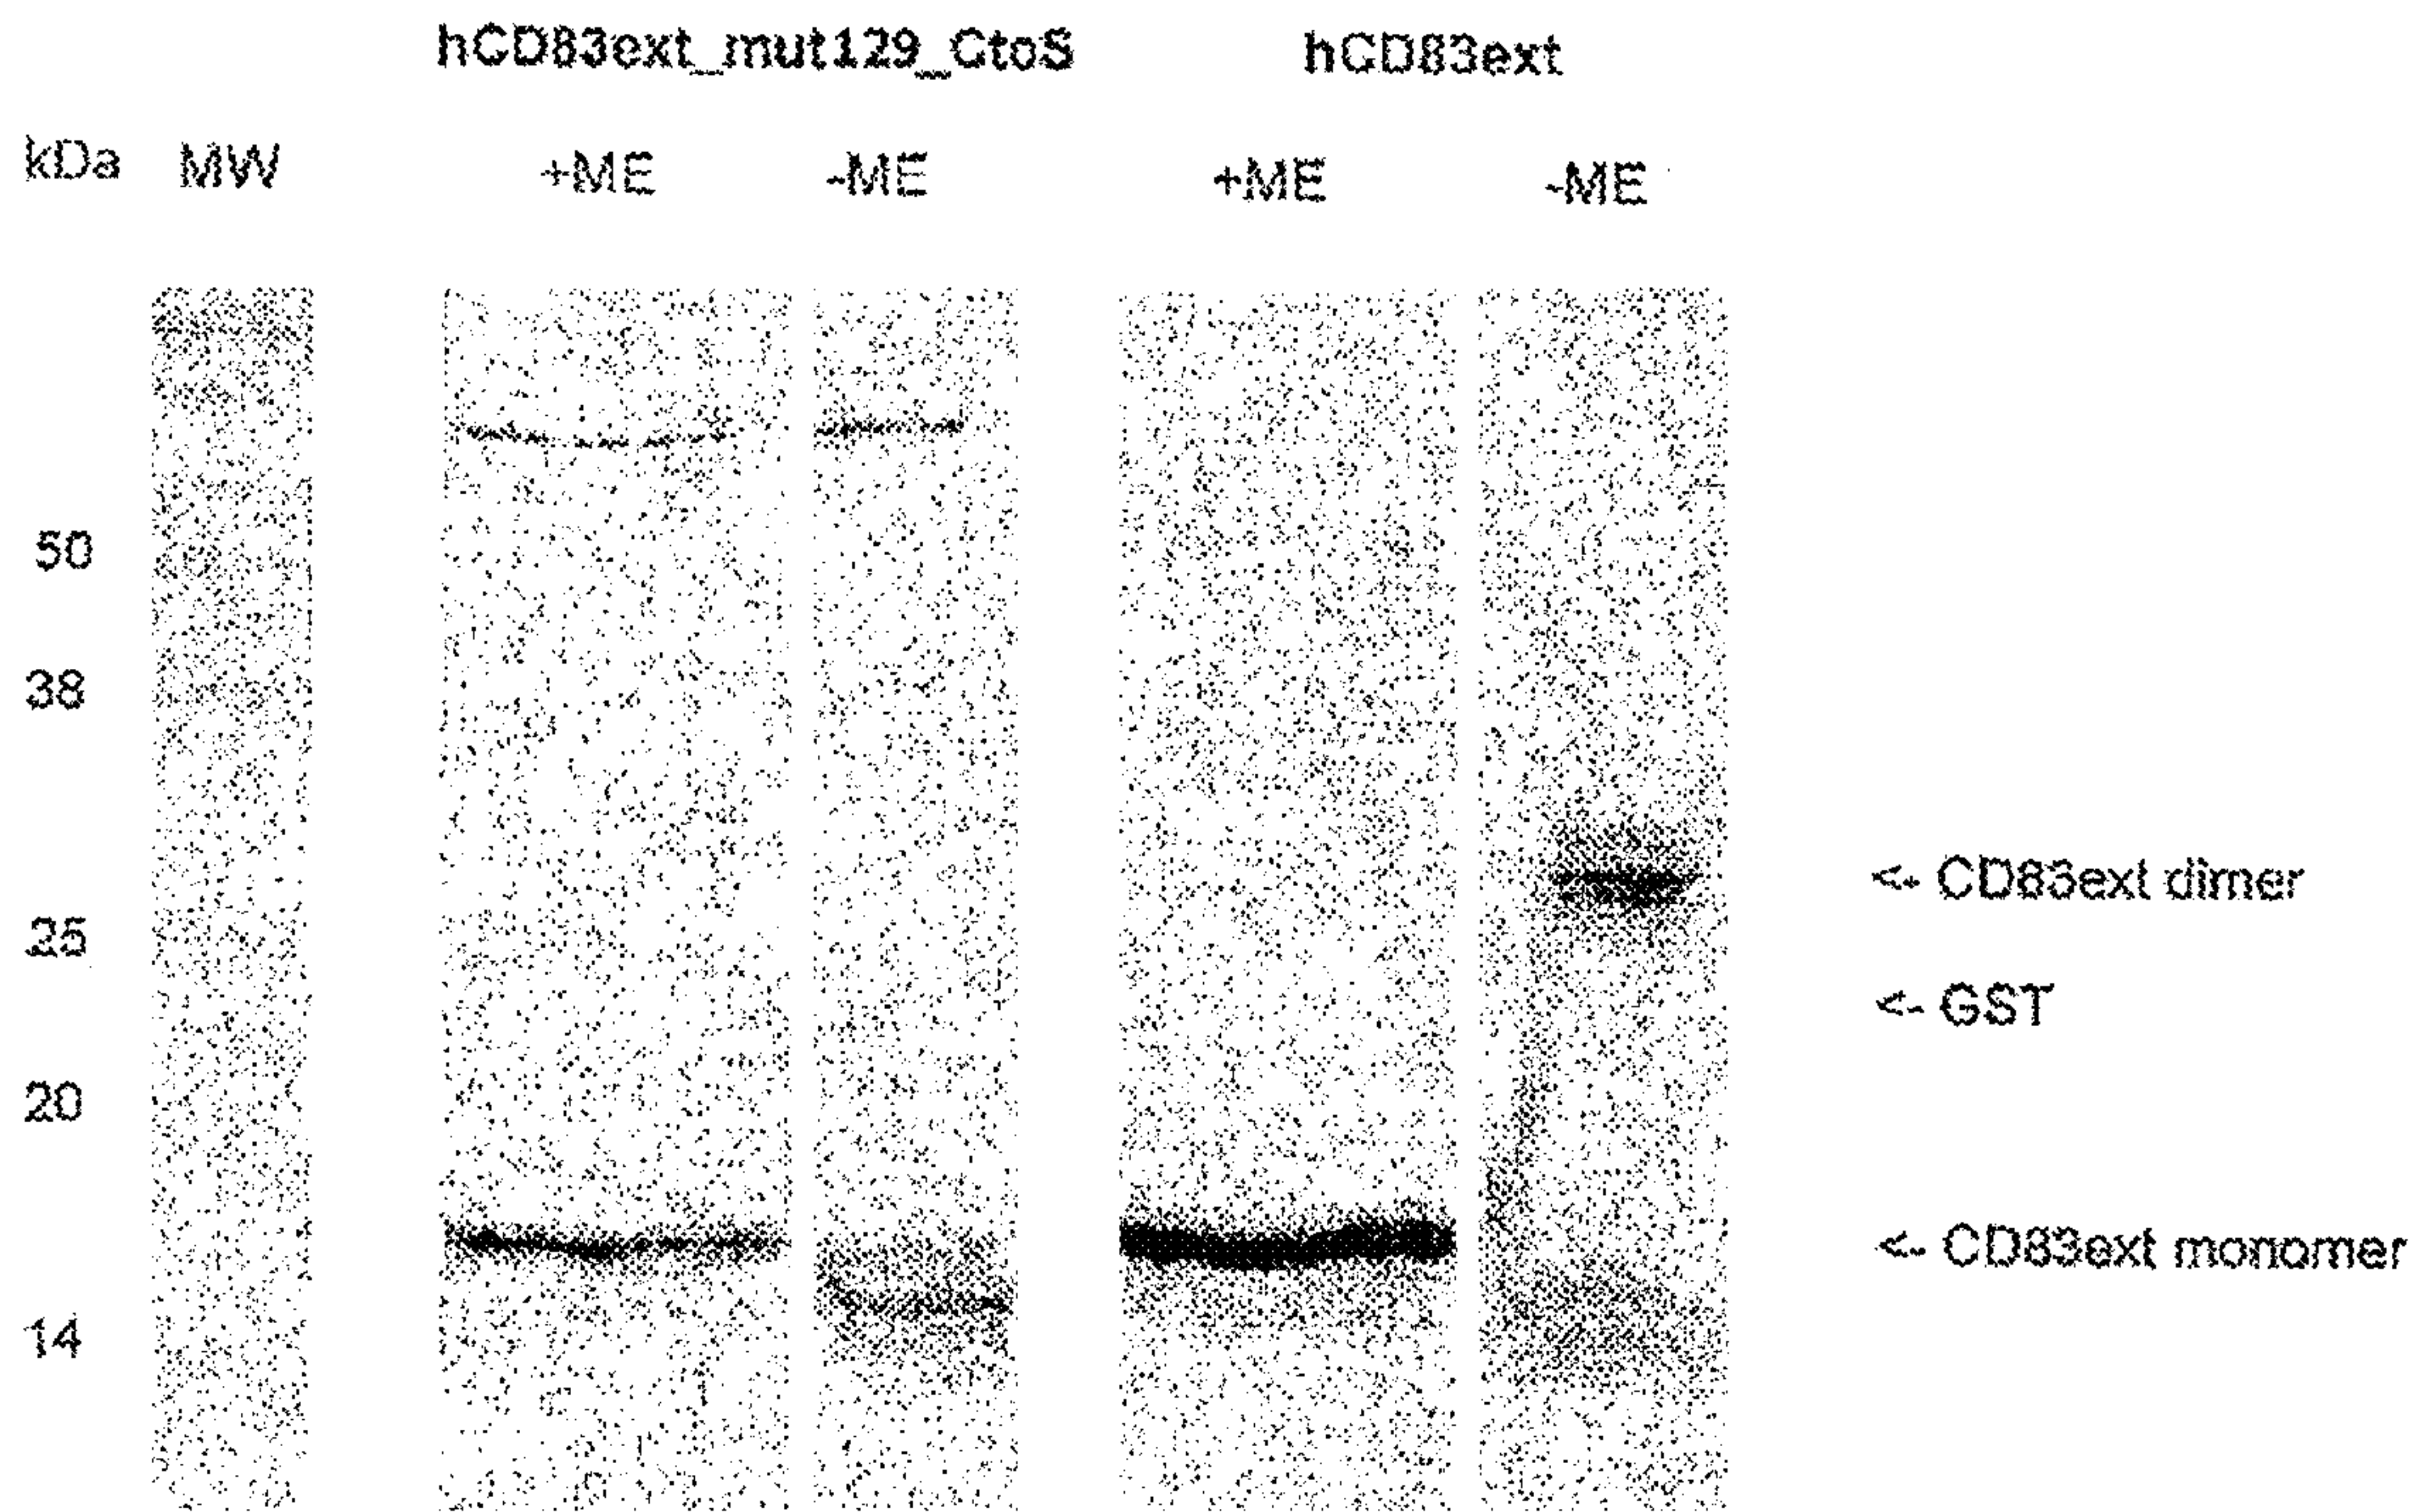 hCD83ext_mut129_CtoS hCD83ext
kDa MW +ME -ME +ME -ME
50
38
<- CD83ext dimer
25
<- GST
20
<- CD83ext monomer
14